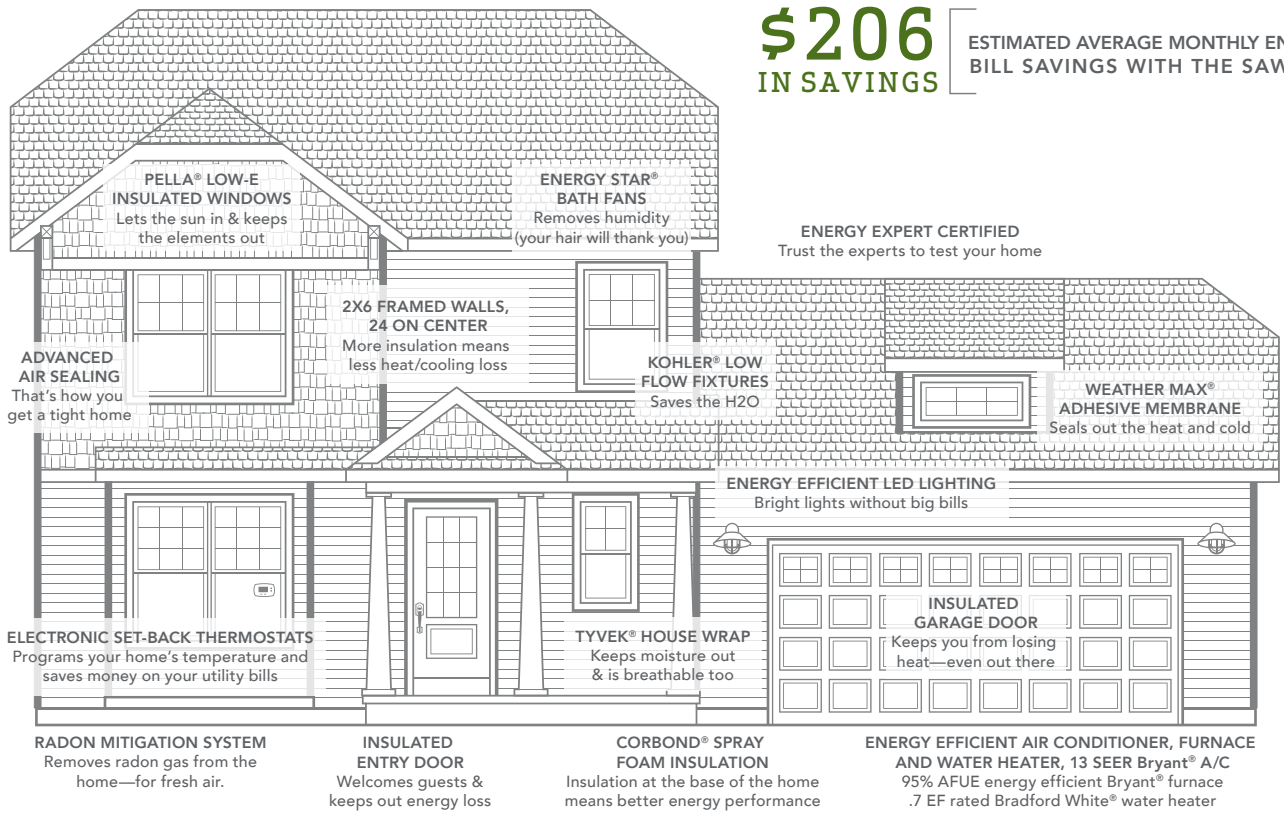 $206
IN SAVINGS
ESTIMATED AVERAGE MONTHLY
BILL SAVINGS WITH THE
PELLA® LOW-E
INSULATED WINDOWS
Lets the sun in & keeps
the elements out
ENERGY STAR®
BATH FANS
Removes humidity
(your hair will thank you)
ENERGY EXPERT CERTIFIED
Trust the experts to test your home
2X6 FRAMED WALLS,
24 ON CENTER
More insulation means
less heat/cooling loss
ADVANCED
AIR SEALING
That's how you
get a tight home
KOHLER® LOW
FLOW FIXTURES
Saves the H2O
WEATHER MAX®
ADHESIVE MEMBRANE
Seals out the heat and cold
ENERGY EFFICIENT LED LIGHTING
Bright lights without big bills
ELECTRONIC SET-BACK THERMOSTATS
Programs your home's temperature and
saves money on your utility bills
TYVEK® HOUSE WRAP
Keeps moisture out
& is breathable too
INSULATED
GARAGE DOOR
Keeps you from losing
heat—even out there
RADON MITIGATION SYSTEM
Removes radon gas from the
home—for fresh air.
INSULATED
ENTRY DOOR
Welcomes guests &
keeps out energy loss
CORBOND® SPRAY
FOAM INSULATION
Insulation at the base of the home
means better energy performance
ENERGY EFFICIENT AIR CONDITIONER, FURNACE
AND WATER HEATER, 13 SEER Bryant® A/C
95% AFUE energy efficient Bryant® furnace
.7 EF rated Bradford White® water heater